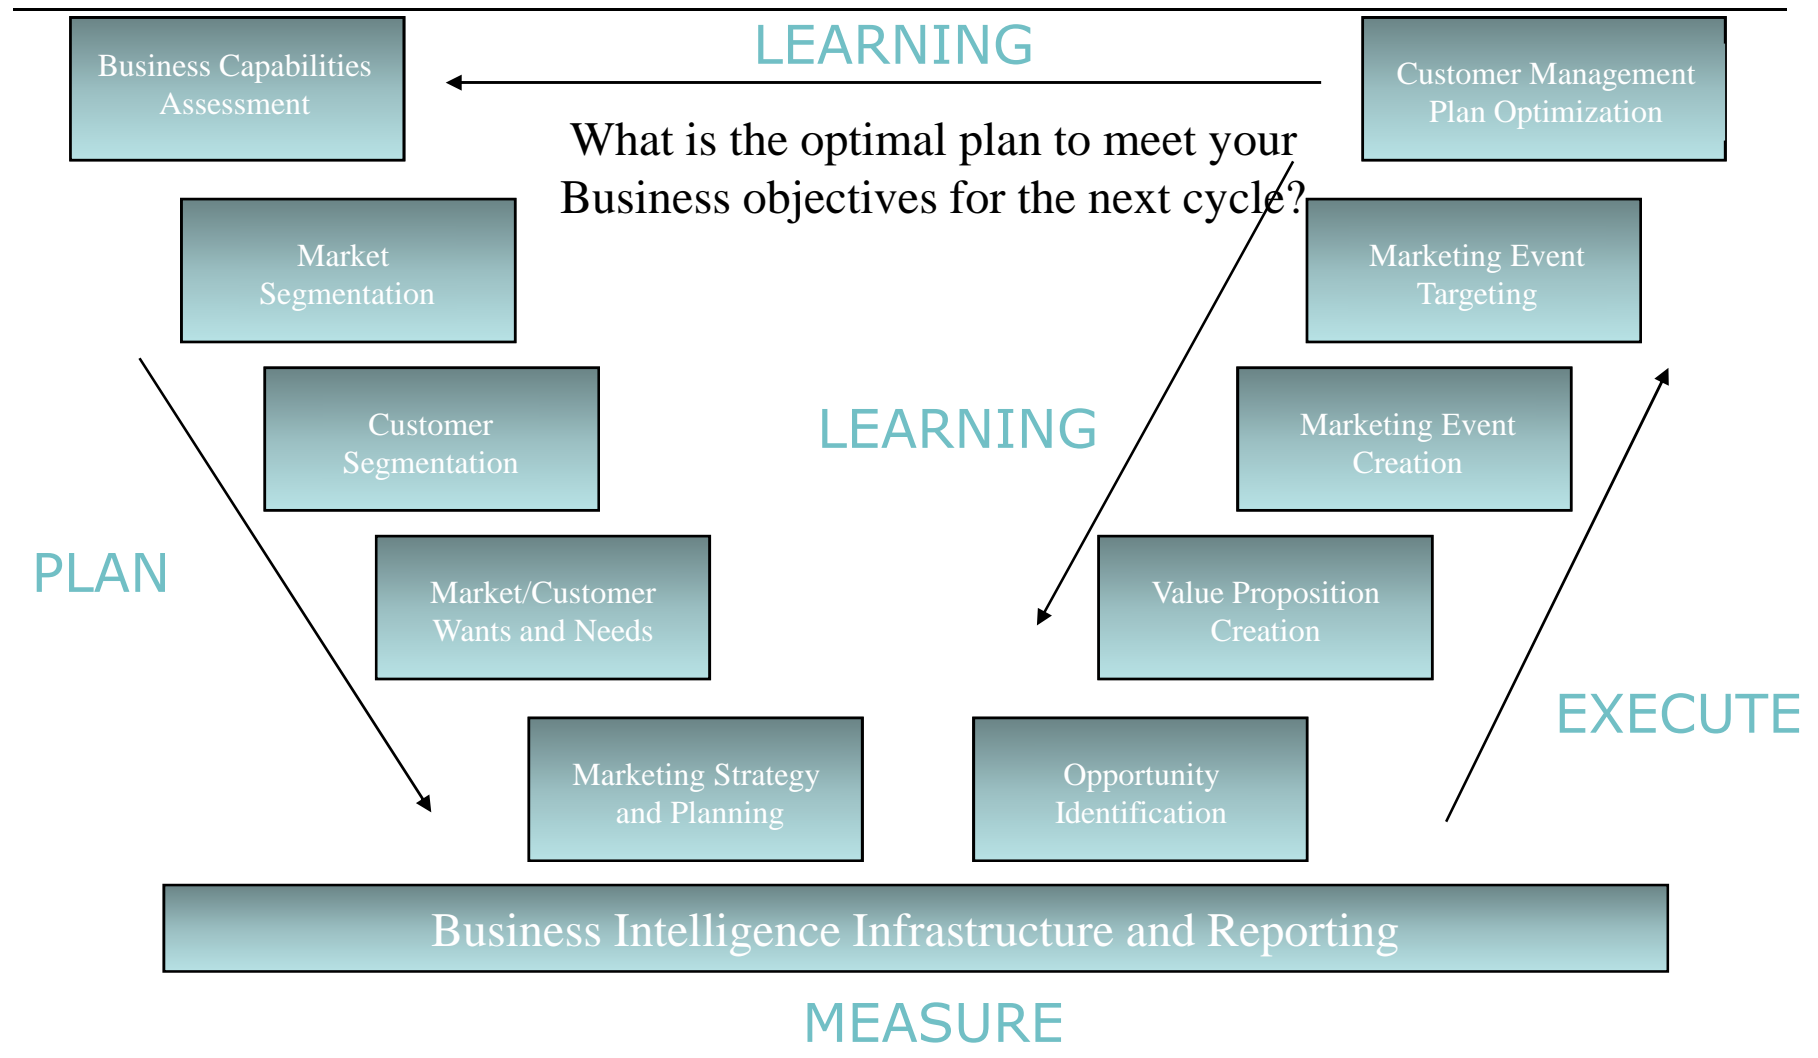 LEARNING
Business Capabilities
Assessment
Customer Management
Plan Optimization
What is the optimal plan to meet your
Business objectives for the next cycle?
Market
Segmentation
Marketing Event
Targeting
Customer
Segmentation
LEARNING
Marketing Event
Creation
PLAN
Market/Customer
Wants and Needs
Value Proposition
Creation
EXECUTE
Marketing Strategy
and Planning
Opportunity
Identification
Business Intelligence Infrastructure and Reporting
MEASURE